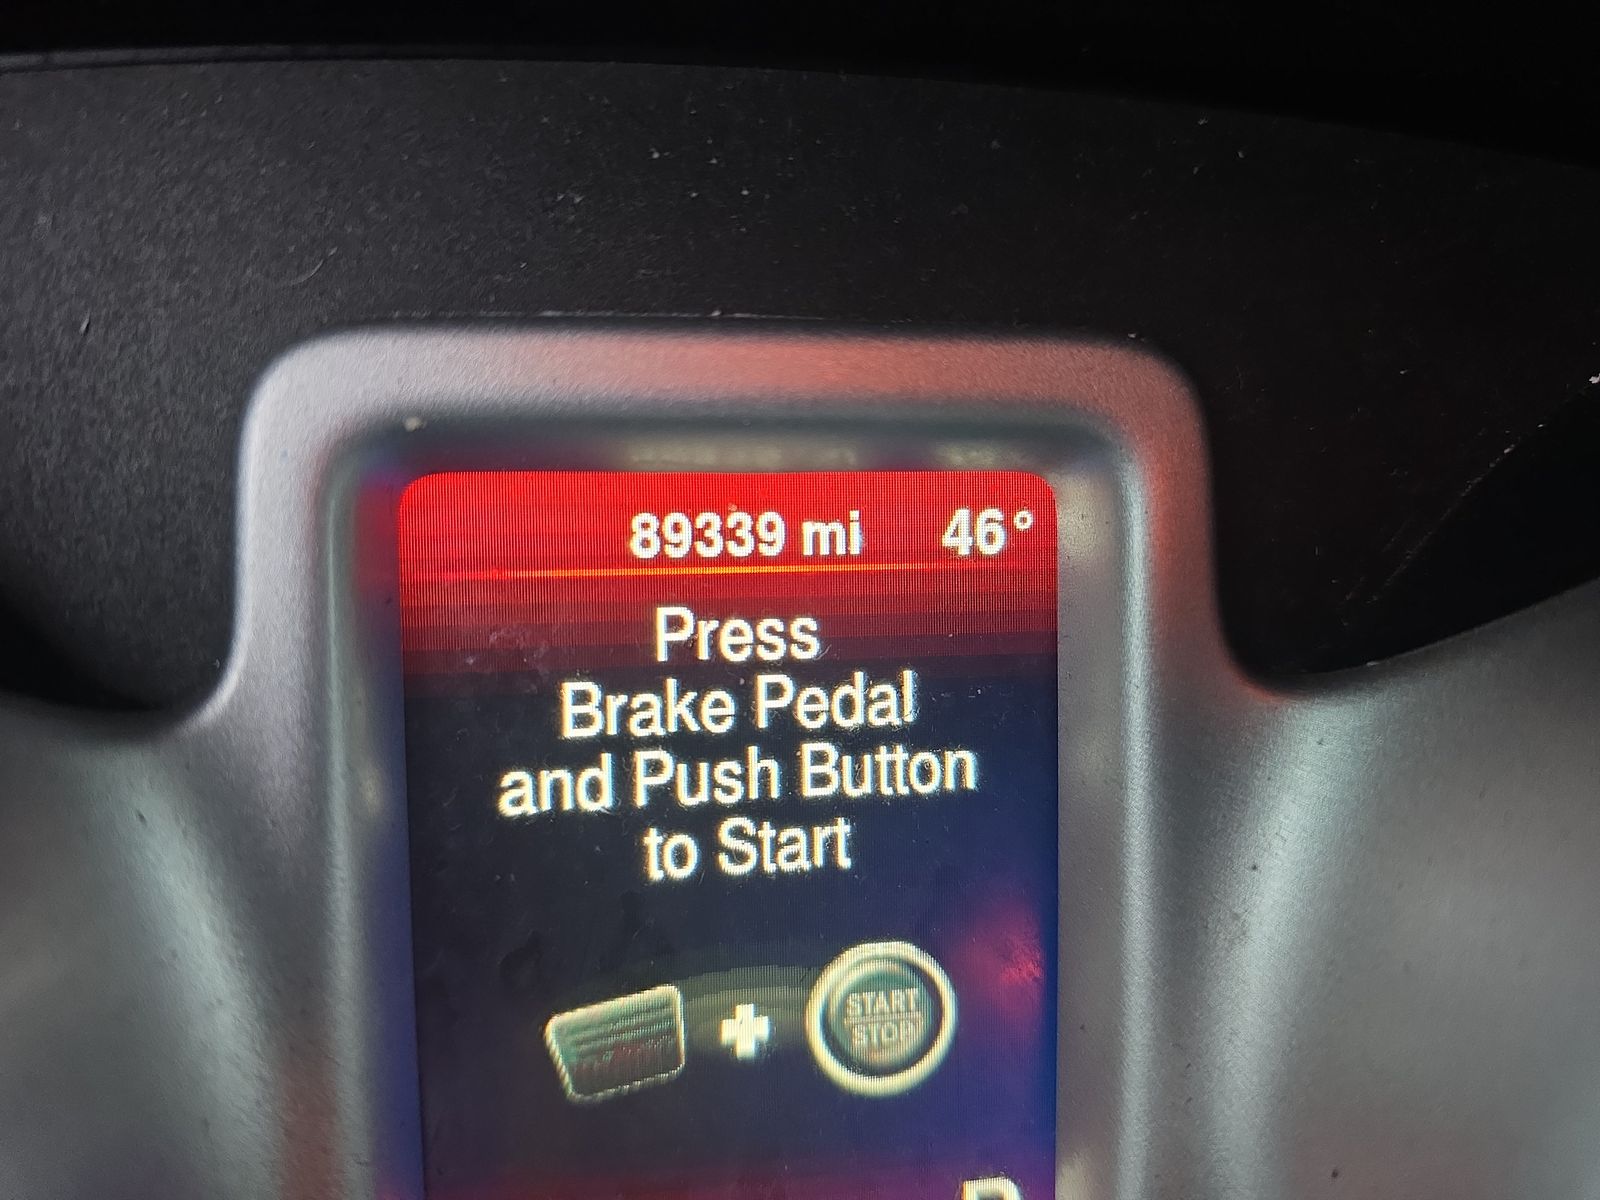 89339 mi 46°
Press
Brake Pedal
and Push Button
to Start
START
STOP